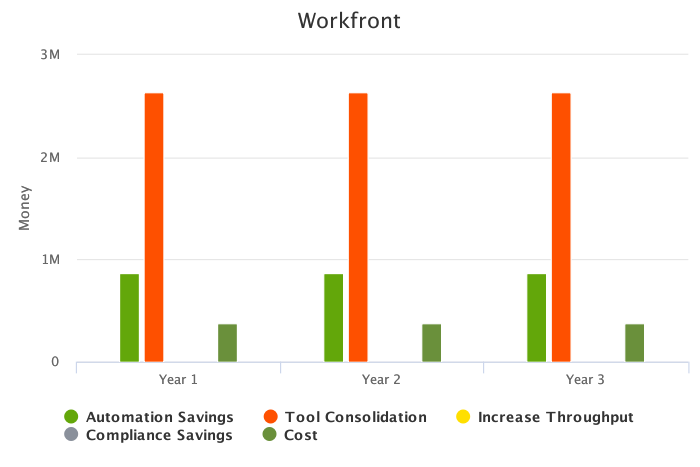 Workfront
3M
2M
1M
0
Money
Year 1 Year 2 Year 3
Automation Savings Tool Consolidation Increase Throughput
Compliance Savings Cost